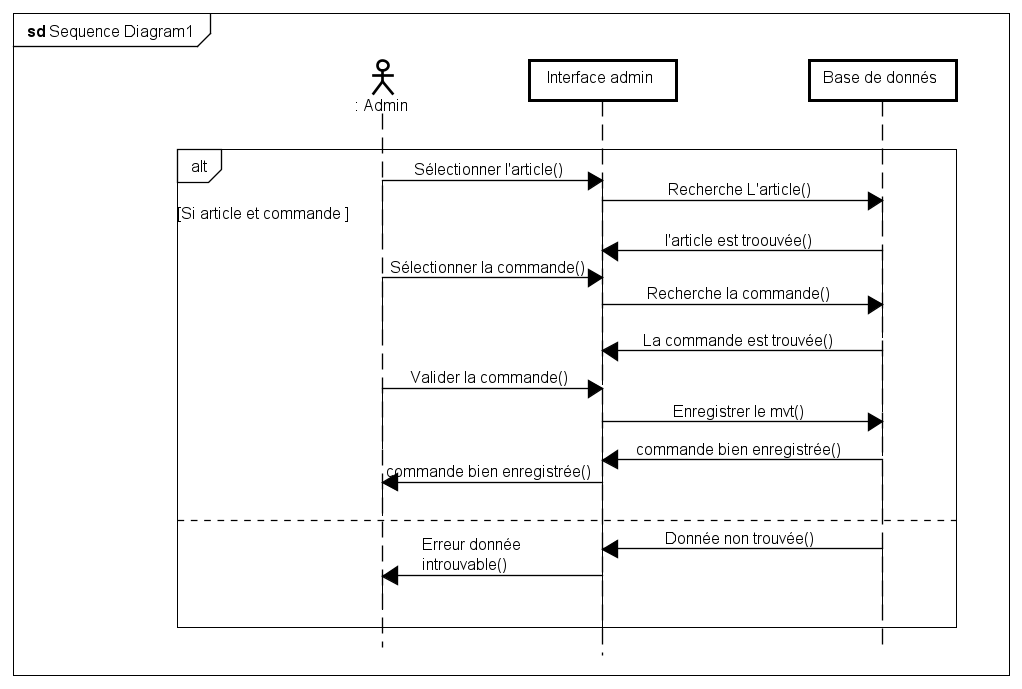 sd Sequence Diagram1
: Admin
Interface admin
Base de donnés
alt
Sélectionner l'article()
Recherche L'article()
[Si article et commande ]
l'article est troouvée()
Sélectionner la commande()
Recherche la commande()
La commande est trouvée()
Valider la commande()
Enregistrer le mvt()
commande bien enregistrée()
commande bien enregistrée()
Donnée non trouvée()
Erreur donnée
introuvable()